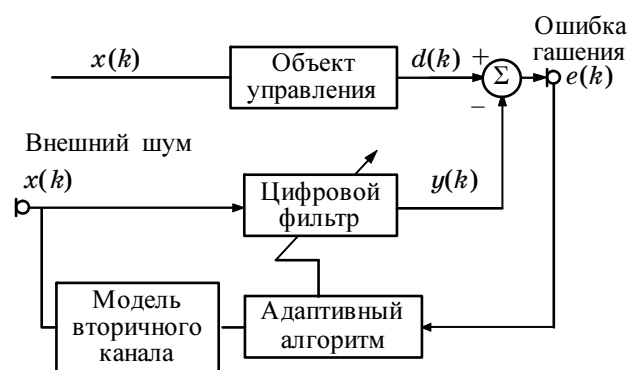 Ошибка
гашения
x(k)
Объект
управления
d(k)
+
Σ
−
e(k)
Внешний шум
x(k)
Цифровой
фильтр
y(k)
Модель
вторичного
канала
Адаптивный
алгоритм